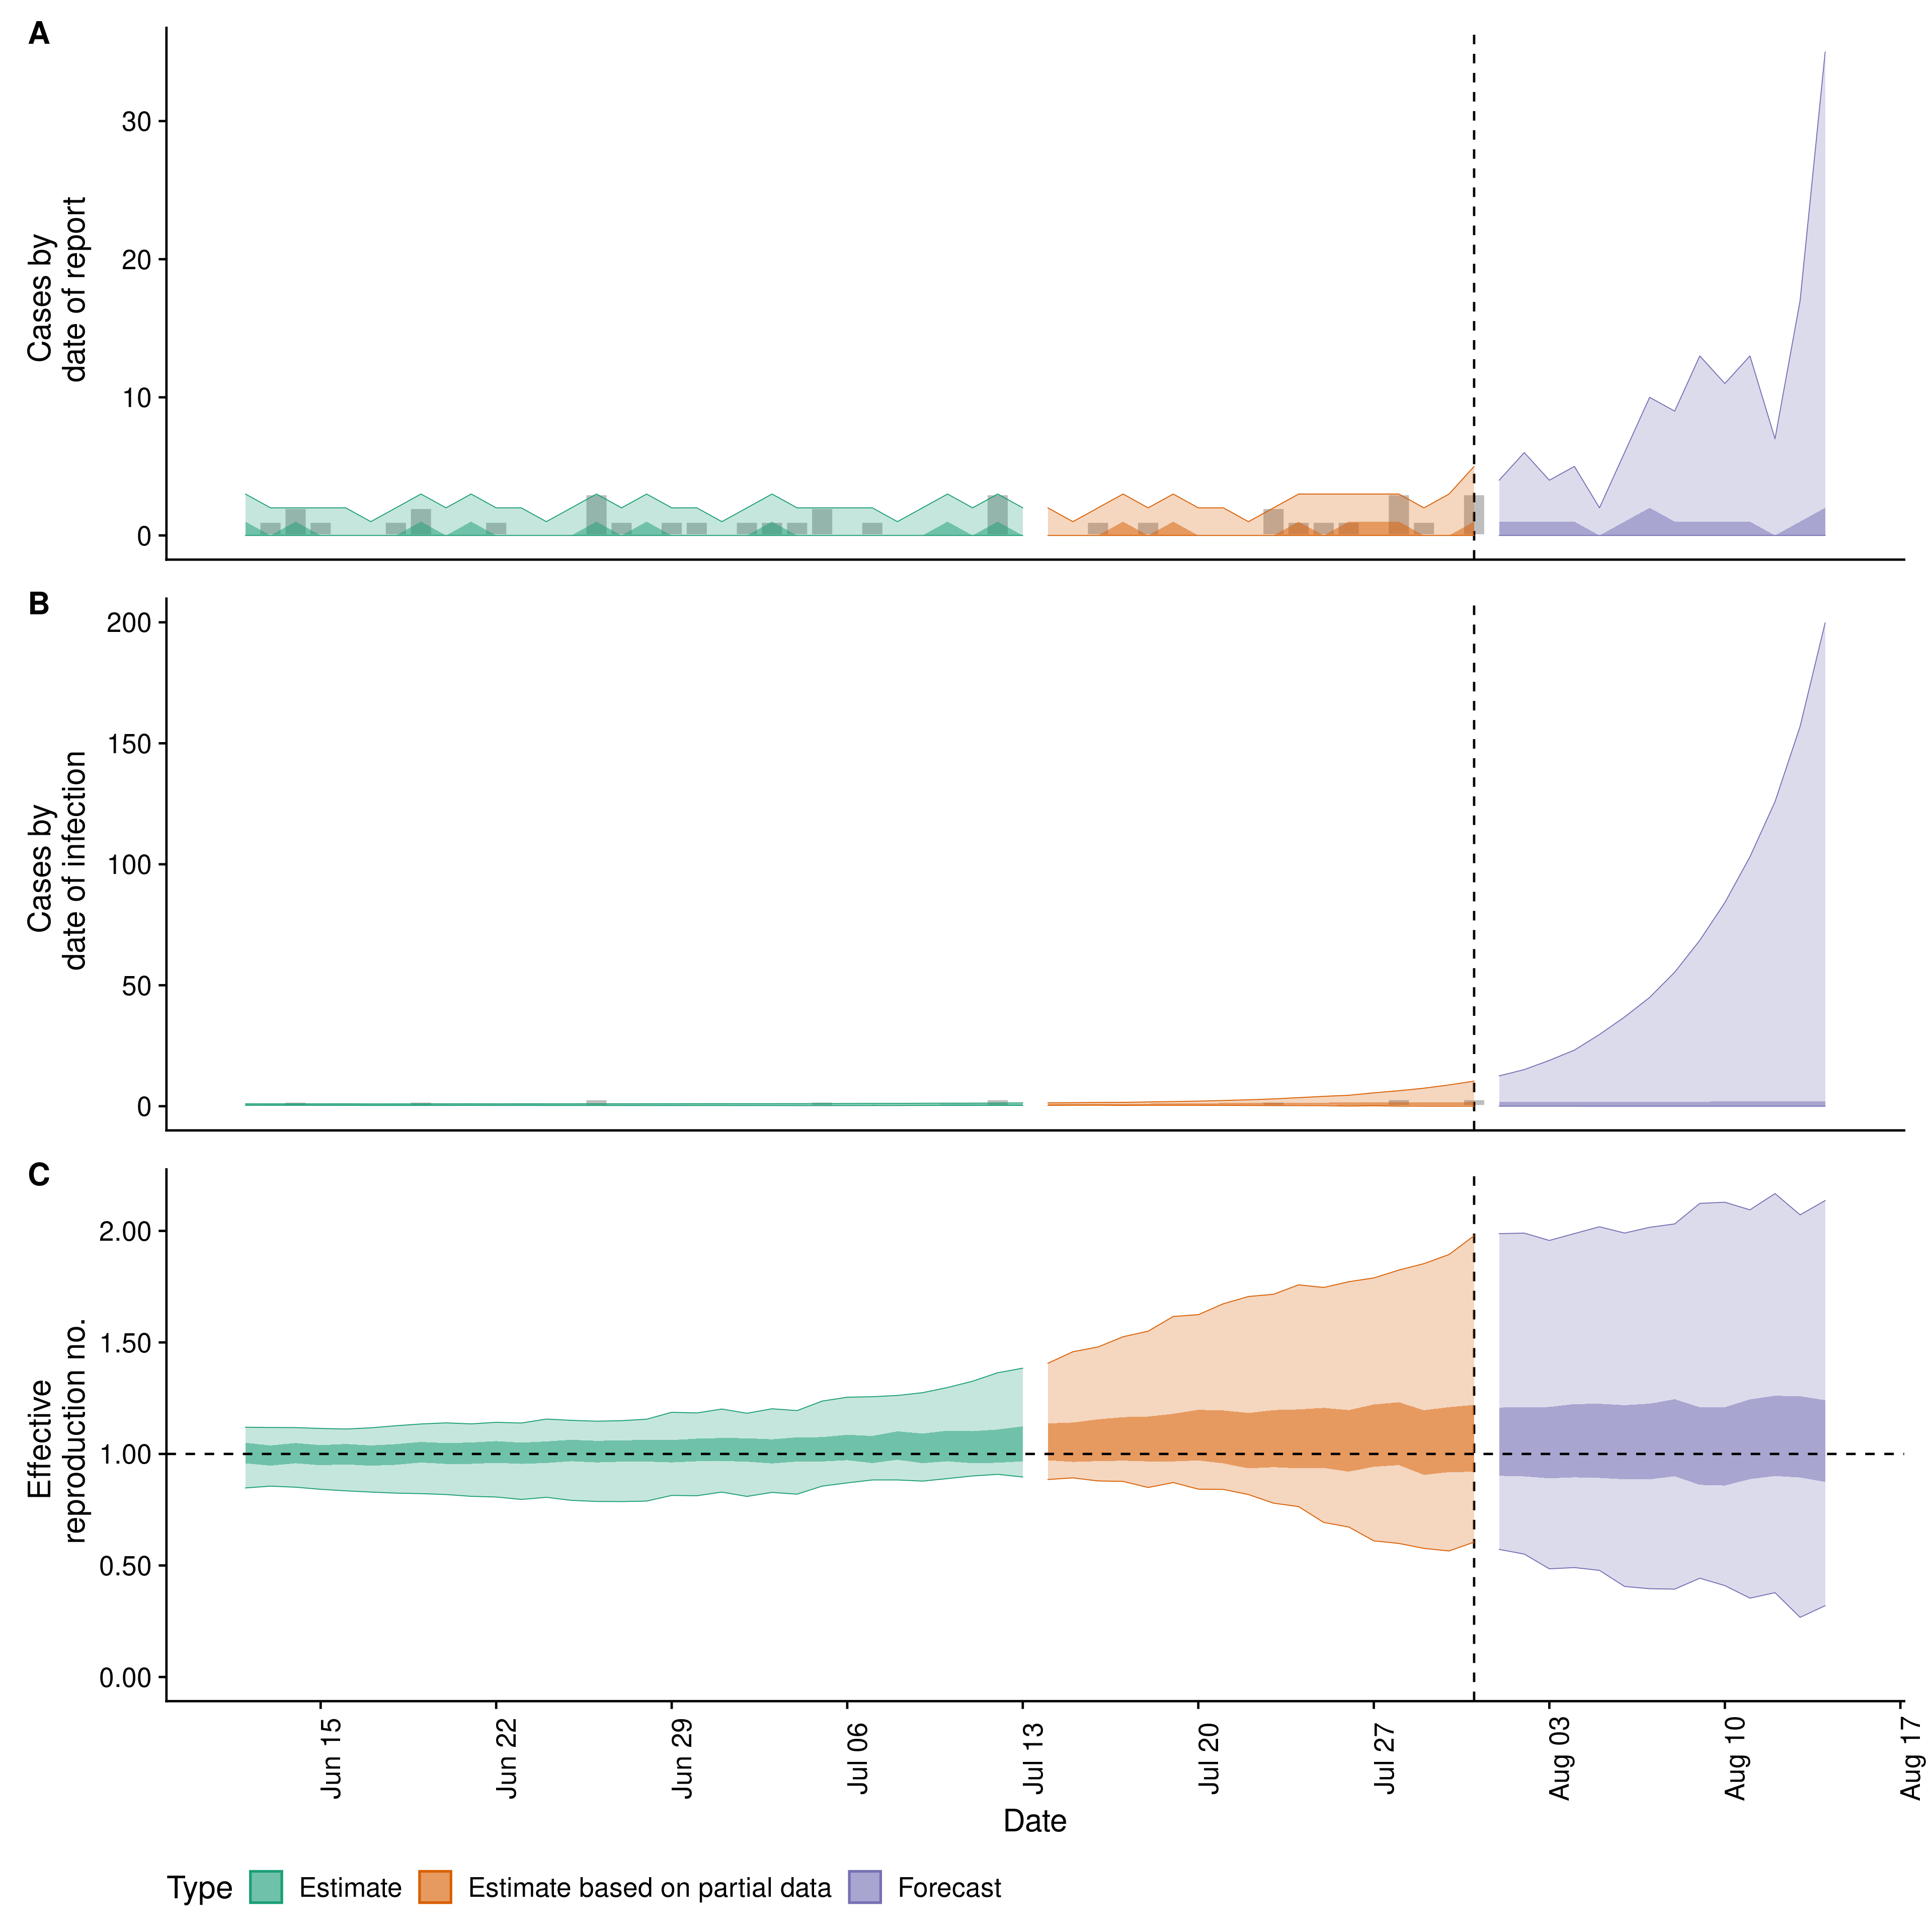 A
Cases by
date of report
30
20
10
0
B
Cases by
date of infection
200
150
100
50
0
C
Effective
reproduction no.
2.00
1.50
1.00
0.50
0.00
Jun 15
Jun 22
Jun 29
Jul 06
Jul 13
Jul 20
Jul 27
Aug 03
Aug 10
Aug 17
Date
Type Estimate Estimate based on partial data Forecast